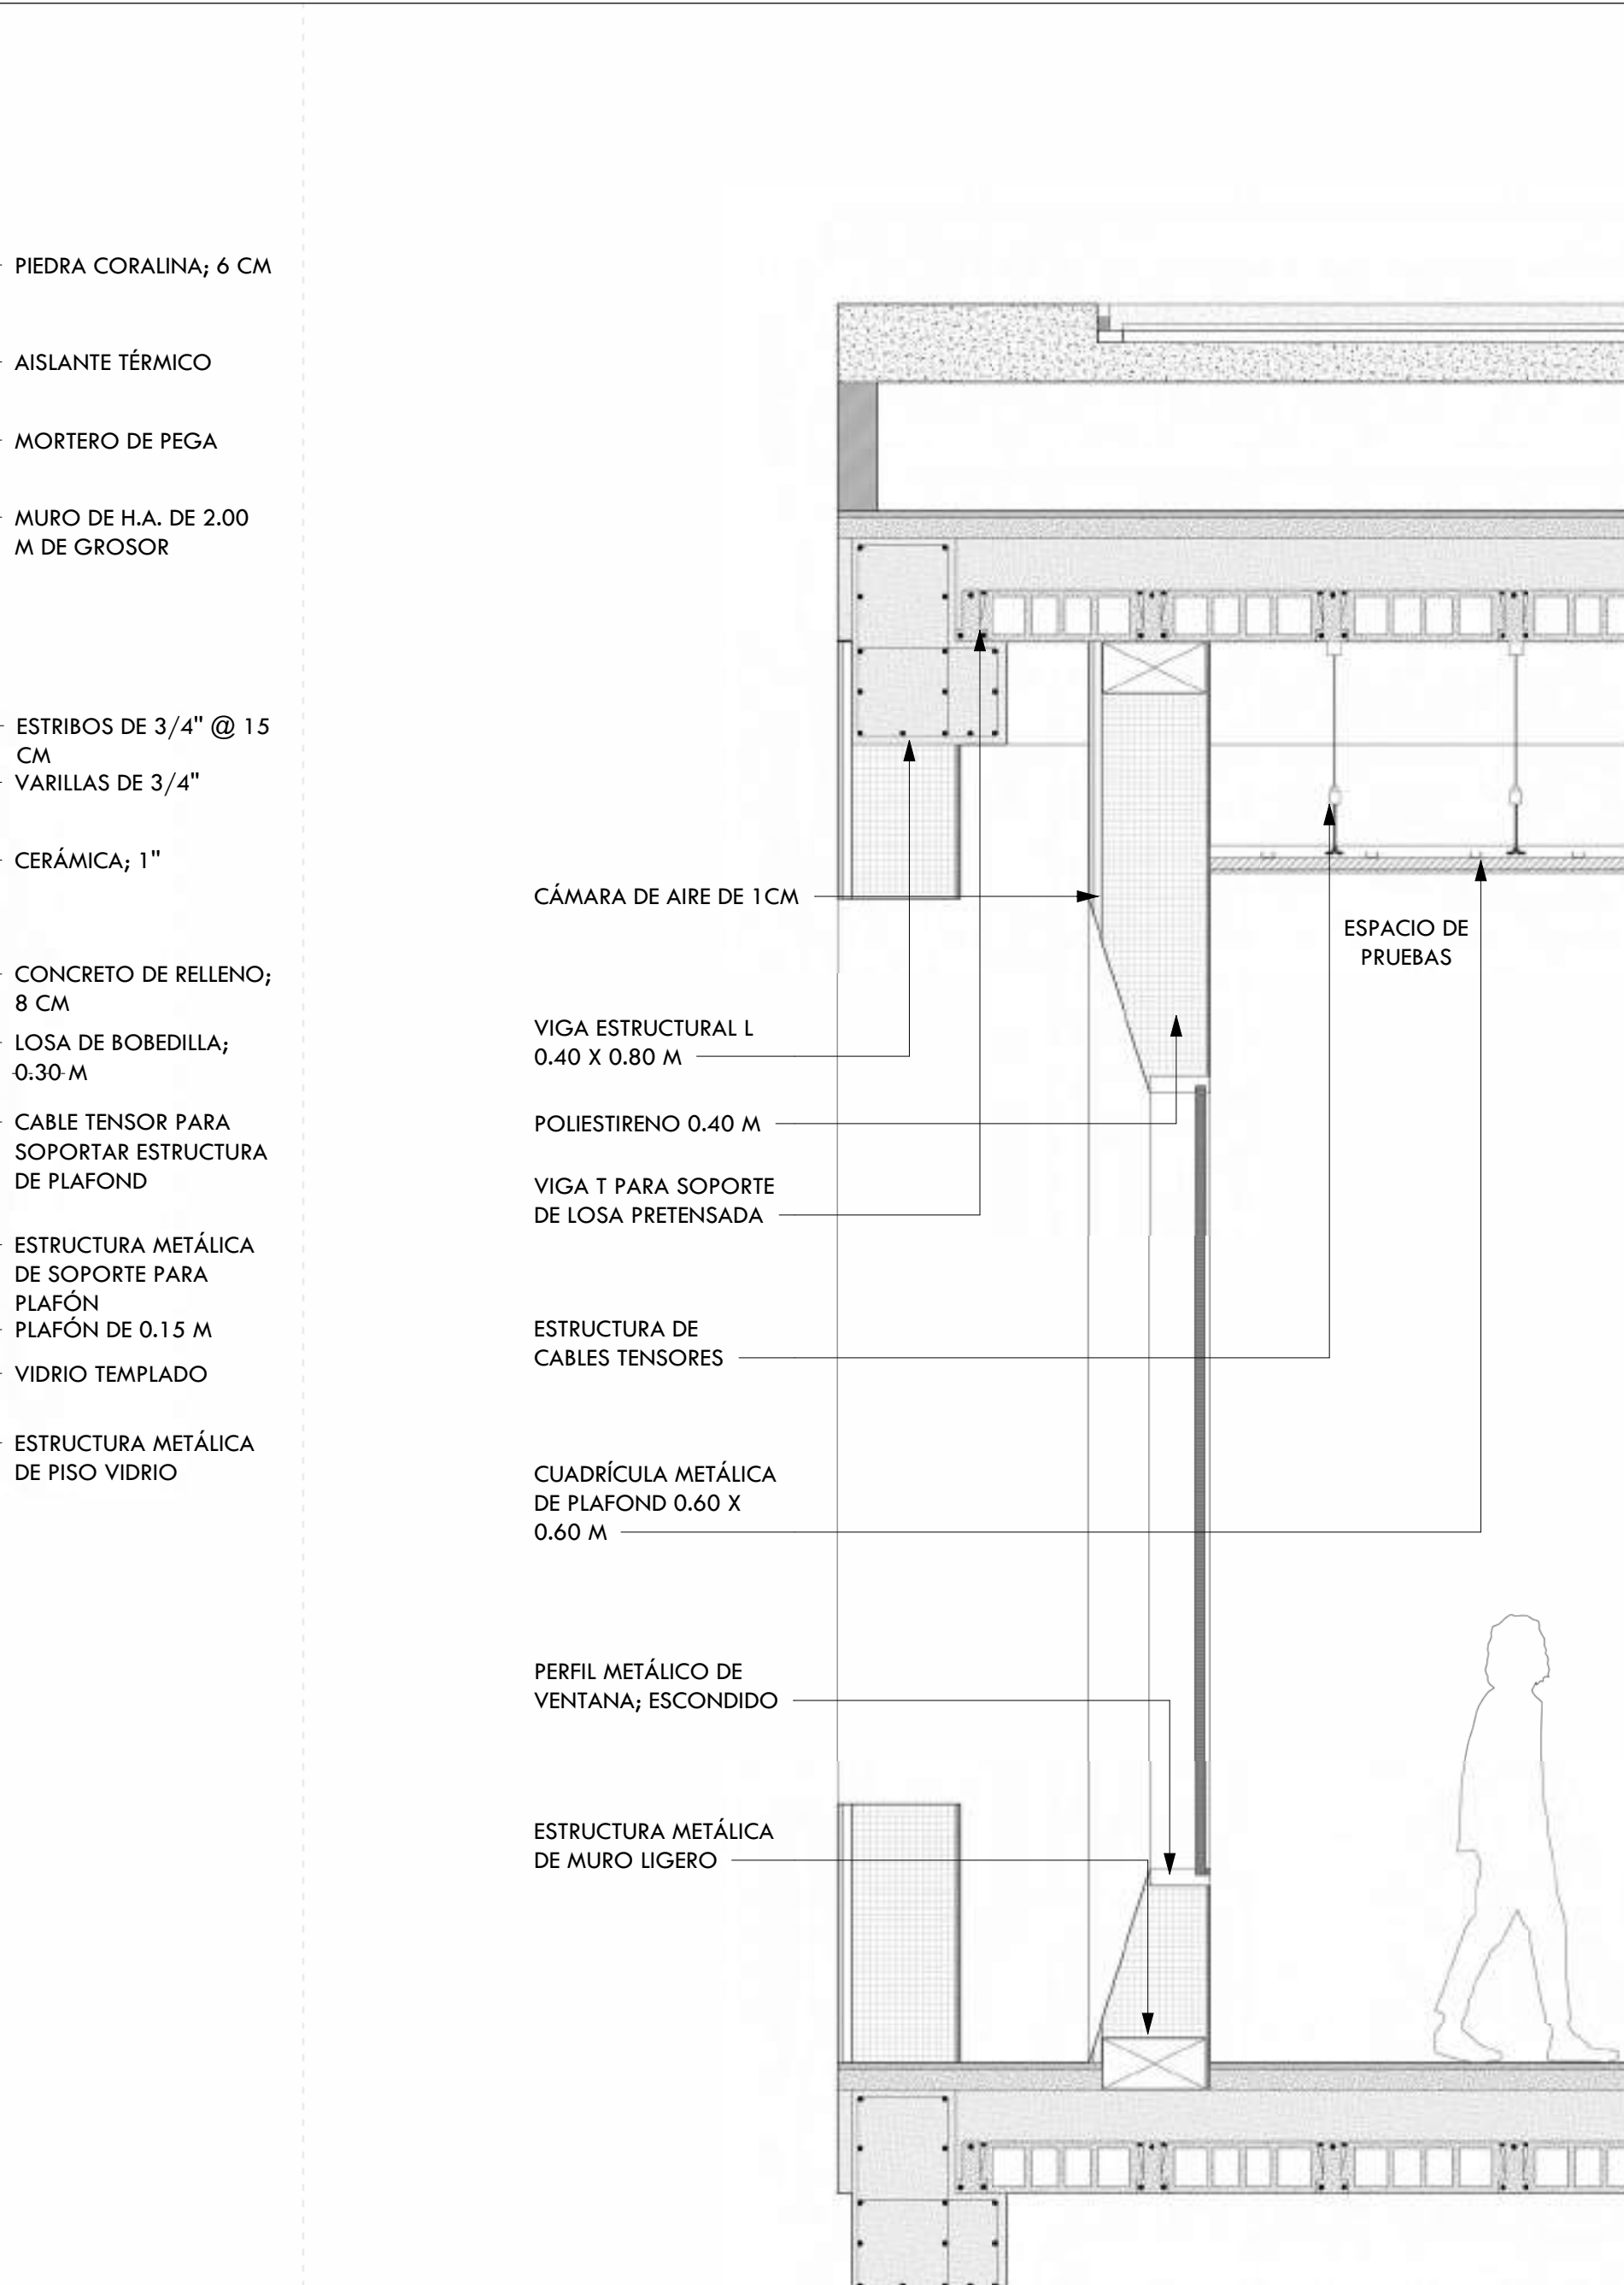 PIEDRA CORALINA; 6 CM
AISLANTE TÉRMICO
MORTERO DE PEGA
MURO DE H.A. DE 2.00
M DE GROSOR
ESTRIBOS DE 3/4" @ 15
CM
VARILLAS DE 3/4"
CERÁMICA; 1"
CONCRETO DE RELLENO;
8 CM
LOSA DE BOBEDILLA;
0.30 M
CABLE TENSOR PARA
SOPORTAR ESTRUCTURA
DE PLAFOND
ESTRUCTURA METÁLICA
DE SOPORTE PARA
PLAFÓN
PLAFÓN DE 0.15 M
VIDRIO TEMPLADO
ESTRUCTURA METÁLICA
DE PISO VIDRIO
CÁMARA DE AIRE DE 1CM
VIGA ESTRUCTURAL L
0.40 X 0.80 M
POLIESTIRENO 0.40 M
VIGA T PARA SOPORTE
DE LOSA PRETENSADA
ESTRUCTURA DE
CABLES TENSORES
CUADRÍCULA METÁLICA
DE PLAFOND 0.60 X
0.60 M
PERFIL METÁLICO DE
VENTANA; ESCONDIDO
ESTRUCTURA METÁLICA
DE MURO LIGERO
ESPACIO DE
PRUEBAS